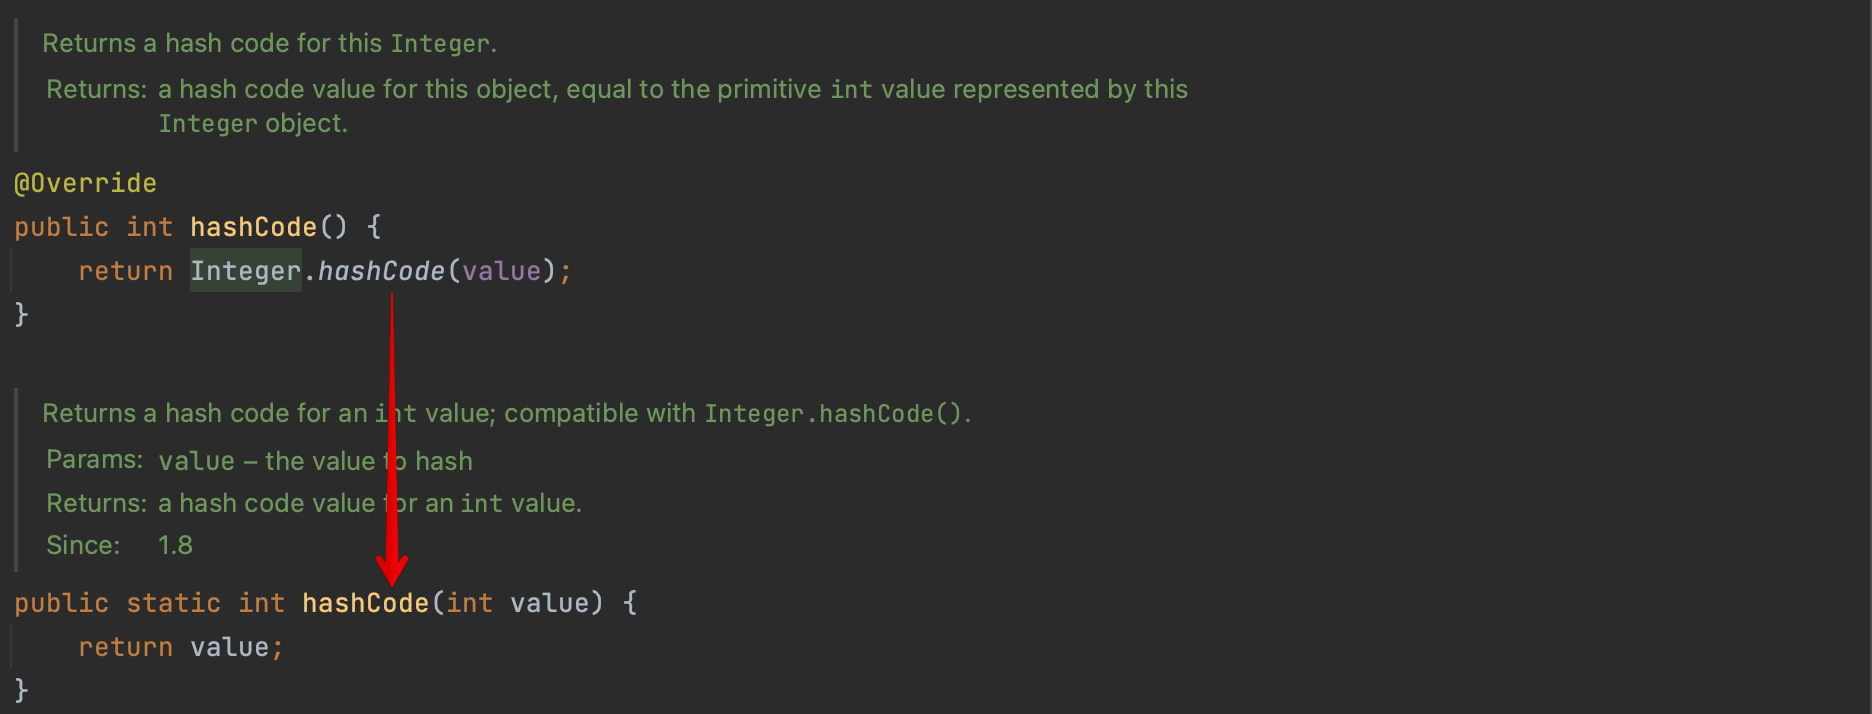 Returns a hash code for this Integer.
Returns: a hash code value for this object, equal to the primitive int value represented by this
Integer object.
@Override
public int hashCode() {
    return Integer.hashCode(value);
}
Returns a hash code for an int value; compatible with Integer.hashCode().
Params: value – the value to hash
Returns: a hash code value for an int value.
Since: 1.8
public static int hashCode(int value) {
    return value;
}